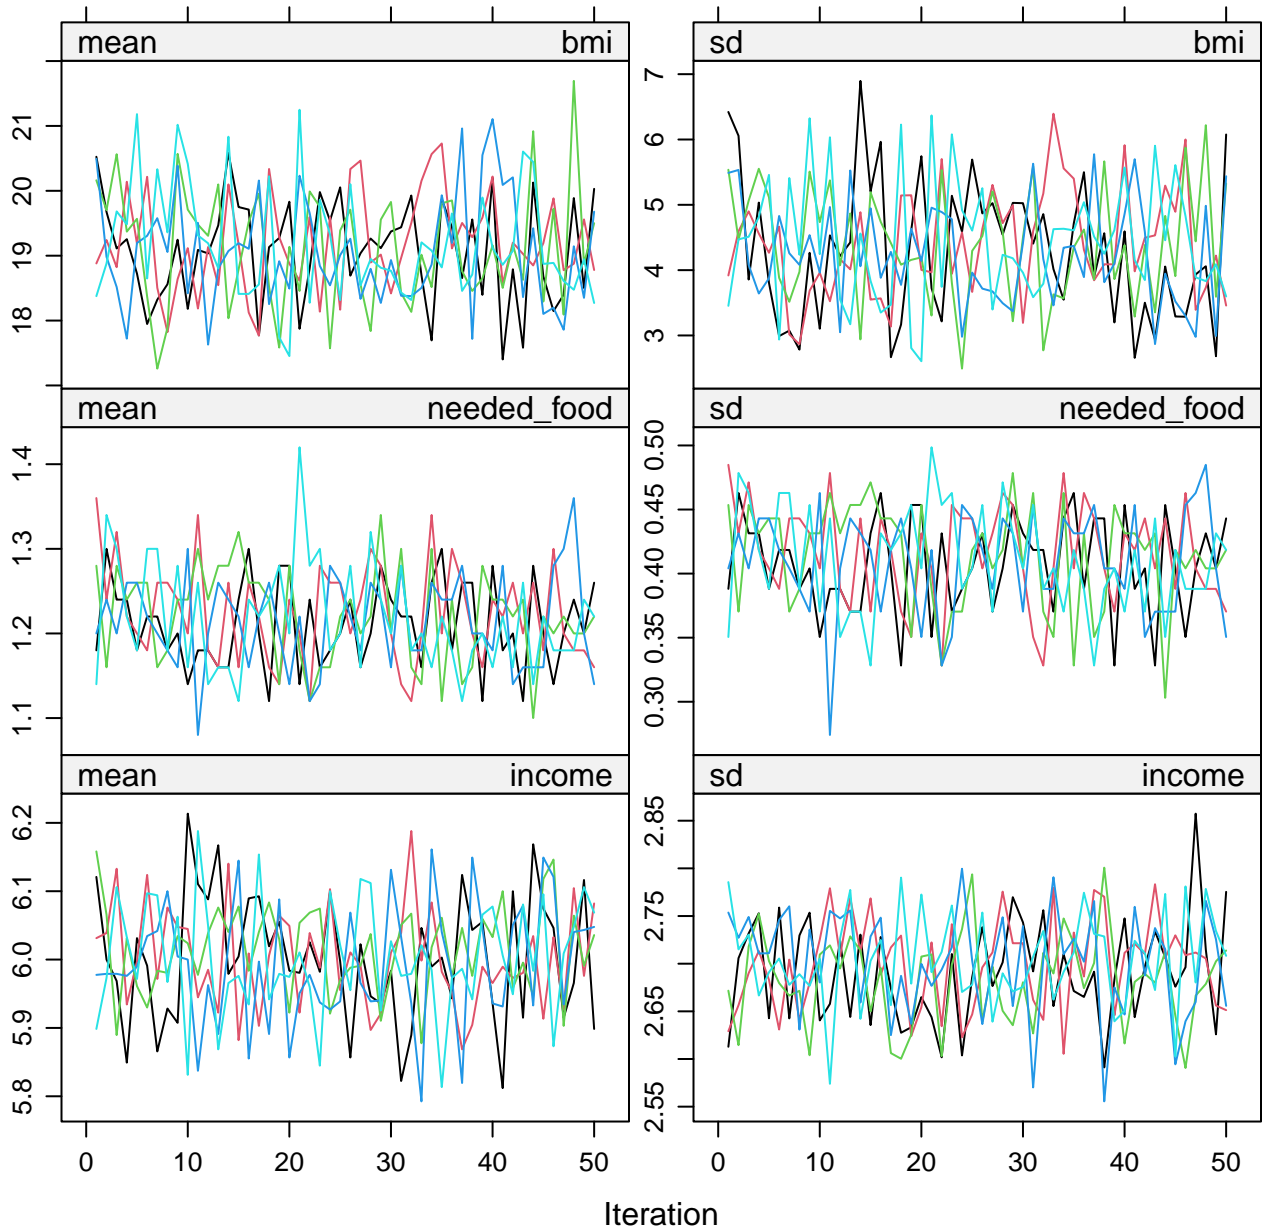 mean bmi
sd bmi
18 19 20 21
3 4 5 6 7
mean needed_food
sd needed_food
1.1 1.2 1.3 1.4
0.30 0.35 0.40 0.45 0.50
mean income
sd income
5.8 5.9 6.0 6.1 6.2
2.55 2.65 2.75 2.85
0 10 20 30 40 50
0 10 20 30 40 50
Iteration